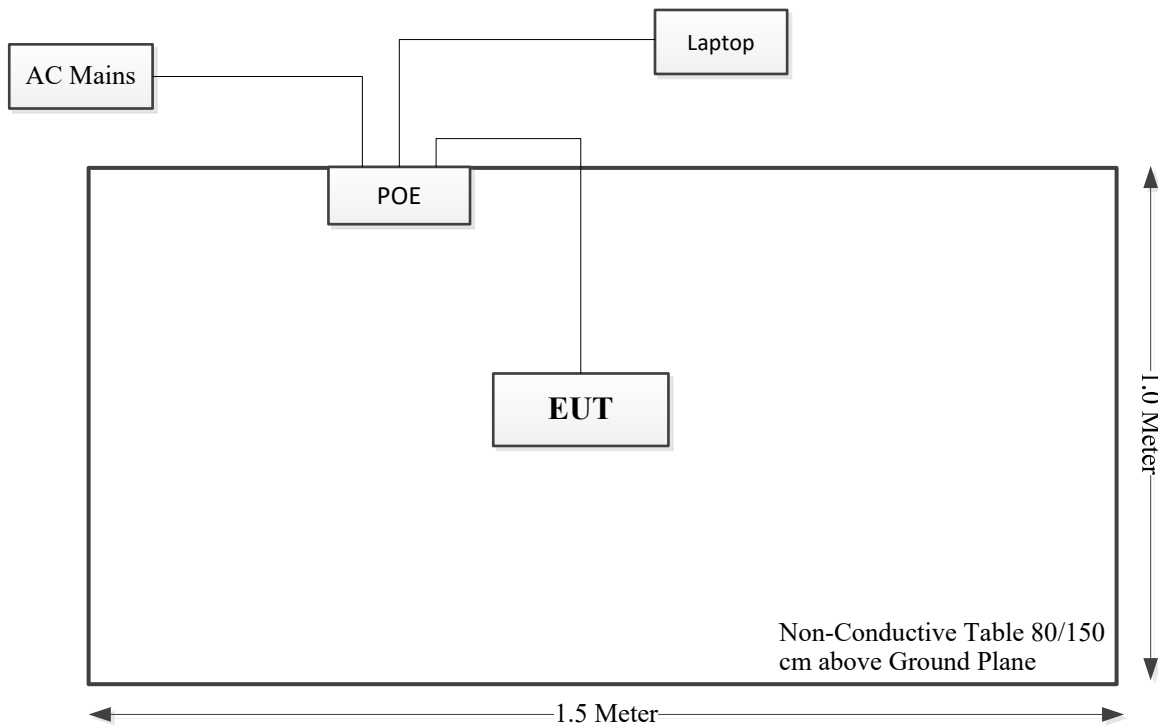 Laptop
AC Mains
POE
EUT
1.0 Meter
Non-Conductive Table 80/150
cm above Ground Plane
1.5 Meter